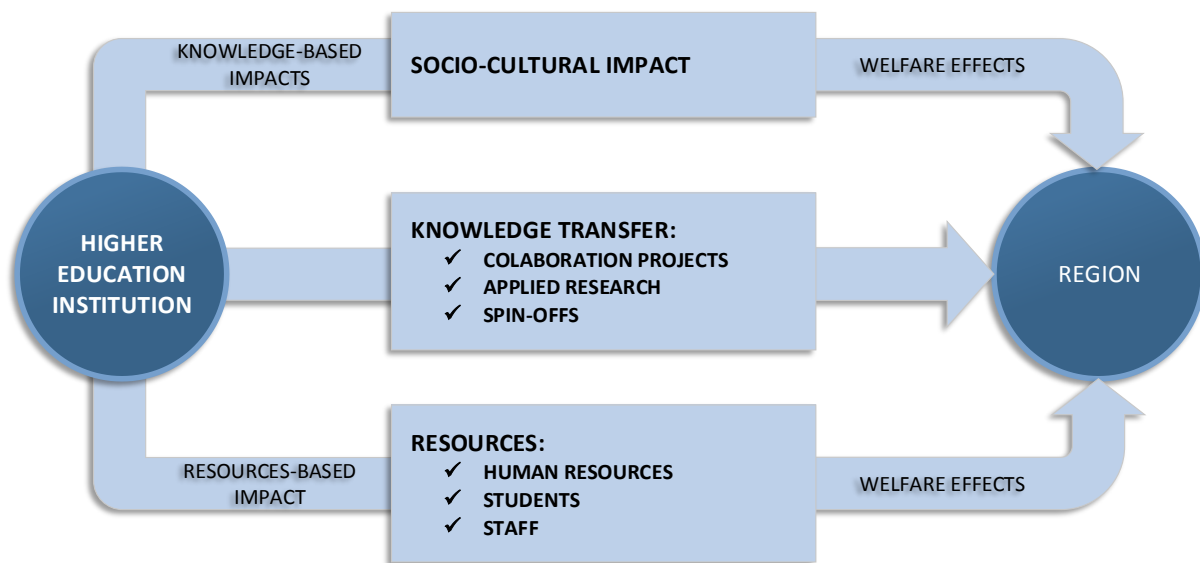 KNOWLEDGE-BASED
IMPACTS
SOCIO-CULTURAL IMPACT
WELFARE EFFECTS
HIGHER
EDUCATION
INSTITUTION
KNOWLEDGE TRANSFER:
✓ COLABORATION PROJECTS
✓ APPLIED RESEARCH
✓ SPIN-OFFS
REGION
RESOURCES-BASED
IMPACT
RESOURCES:
✓ HUMAN RESOURCES
✓ STUDENTS
✓ STAFF
WELFARE EFFECTS